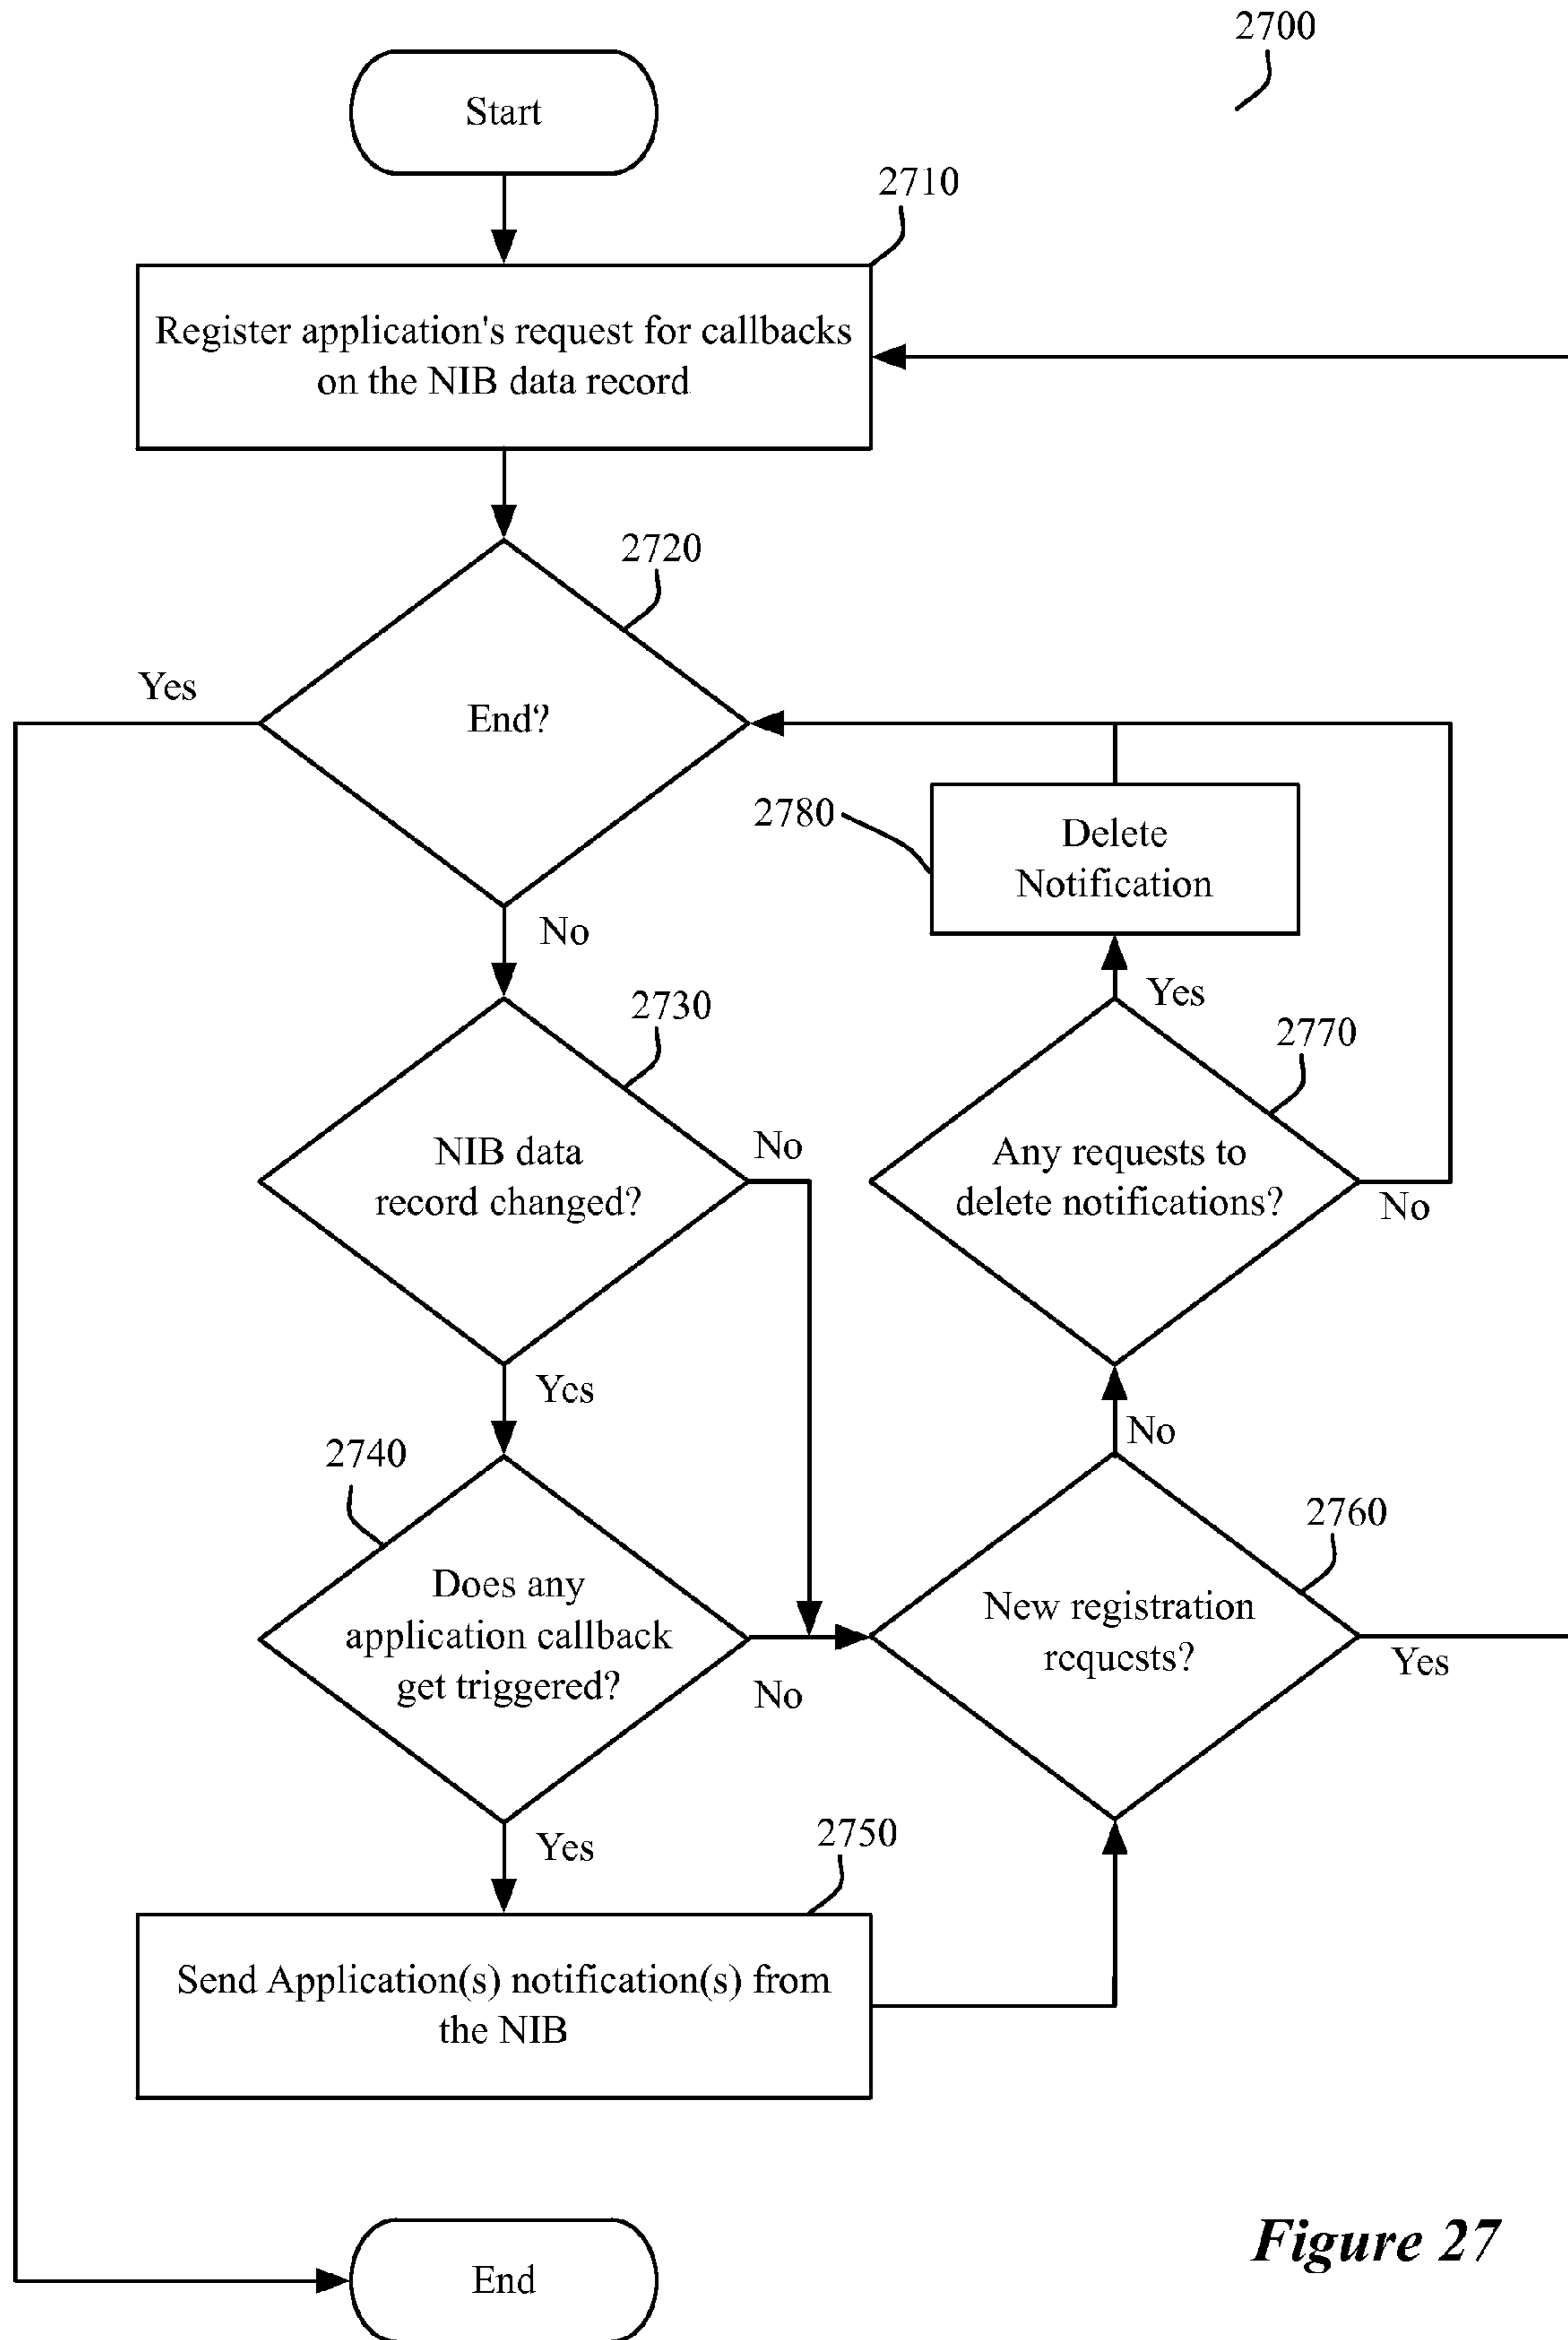 2700
Start
2710
Register application's request for callbacks
on the NIB data record
2720
Yes
End?
2780
Delete
Notification
No
2730
Yes
2770
NIB data
record changed?
No
Any requests to
delete notifications?
No
Yes
2740
No
2760
Does any
application callback
get triggered?
No
New registration
requests?
Yes
Yes
2750
Send Application(s) notification(s) from
the NIB
End
Figure 27